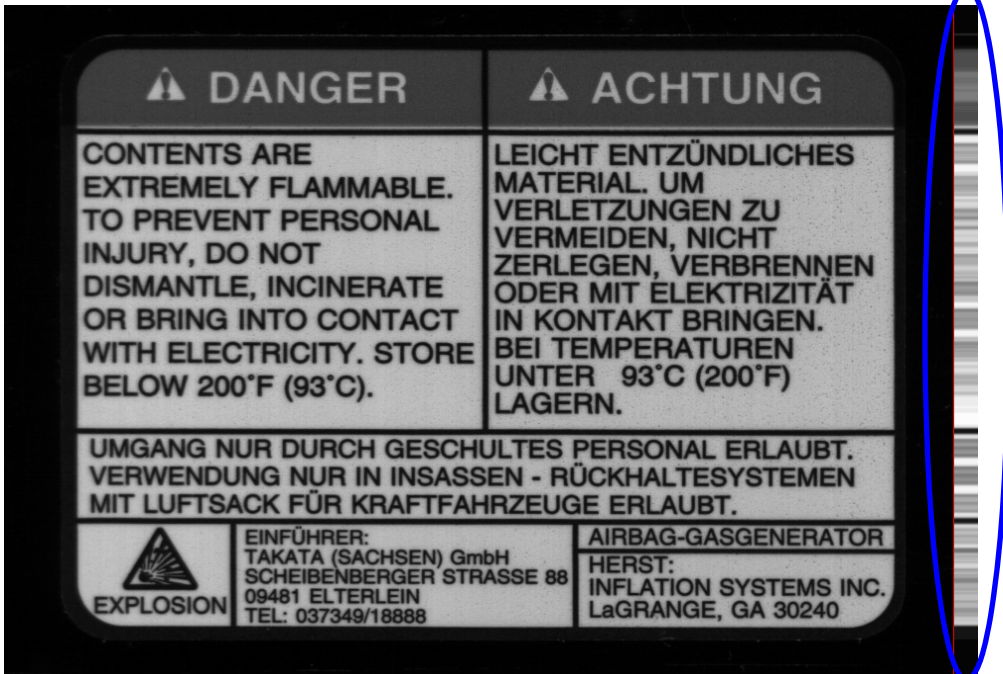 DANGER
CONTENTS ARE
EXTREMELY FLAMMABLE.
TO PREVENT PERSONAL
INJURY, DO NOT
DISMANTLE, INCINERATE
OR BRING INTO CONTACT
WITH ELECTRICITY. STORE
BELOW 200°F (93°C).
ACHTUNG
LEICHT ENTZÜNDLICHES
MATERIAL. UM
VERLETZUNGEN ZU
VERMEIDEN, NICHT
ZERLEGEN, VERBRENNEN
ODER MIT ELEKTRIZITÄT
IN KONTAKT BRINGEN.
BEI TEMPERATUREN
UNTER 93°C (200°F)
LAGERN.
UMGANG NUR DURCH GESCHULTES PERSONAL ERLAUBT.
VERWENDUNG NUR IN INSASSEN - RÜCKHALTESYSTEMEN
MIT LUFTSACK FÜR KRAFTFAHRZEUGE ERLAUBT.
EXPLOSION
EINFÜHRER:
TAKATA (SACHSEN) GmbH
SCHEIBENBERGER STRASSE 88
09481 ELTERLEIN
TEL: 037349/18888
AIRBAG-GASGENERATOR
HERST:
INFLATION SYSTEMS INC.
LaGRANGE, GA 30240